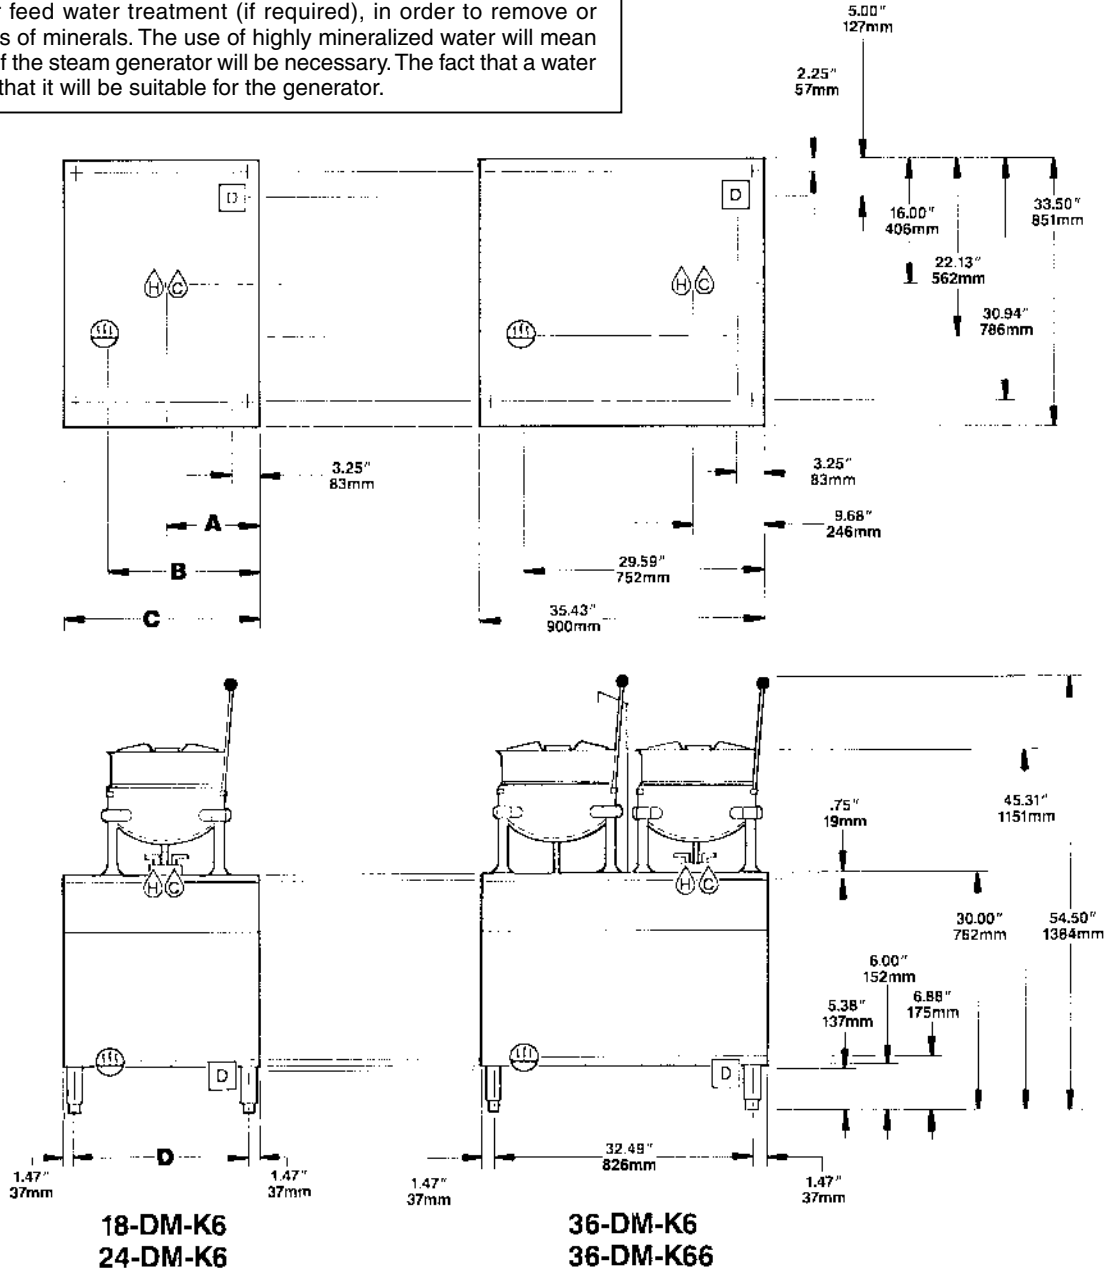 feed water treatment (if required), in order to remove or
s of minerals. The use of highly mineralized water will mean
f the steam generator will be necessary. The fact that a water
that it will be suitable for the generator.
5.00"
127mm
2.25"
57mm
D
D
16.00"
406mm
33.50"
851mm
H C
H C
22.13"
562mm
30.94"
786mm
3.25"
83mm
3.25"
83mm
A
9.68"
246mm
B
29.59"
752mm
C
35.43"
900mm
.75"
19mm
45.31"
1151mm
H C
H C
30.00"
762mm
54.50"
1384mm
6.00"
152mm
5.38"
137mm
6.88"
175mm
D
D
D
32.49"
826mm
1.47"
37mm
1.47"
37mm
1.47"
37mm
1.47"
37mm
18-DM-K6
24-DM-K6
36-DM-K6
36-DM-K66